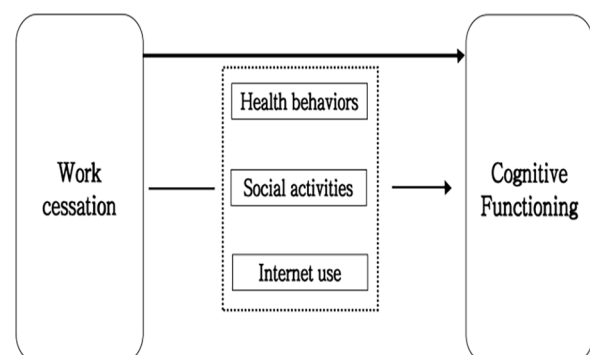 Work
cessation
Health behaviors
Social activities
Internet use
Cognitive
Functioning